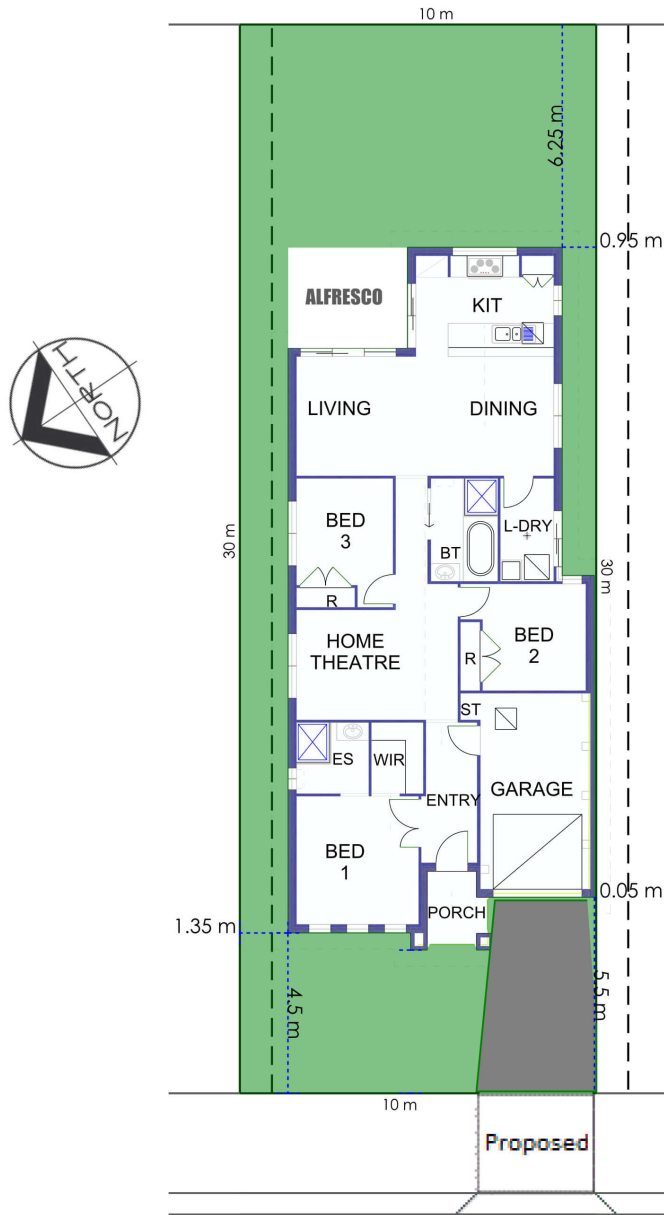 10 m
6.25 m
0.95 m
ALFRESCO
KIT
NORTH
LIVING
DINING
30 m
BED
3
BT
L-DRY
30 m
R
HOME
THEATRE
BED
2
R
ST
ES
WIR
ENTRY
GARAGE
BED
1
PORCH
0.05 m
1.35 m
4.5 m
5.5 m
10 m
Proposed